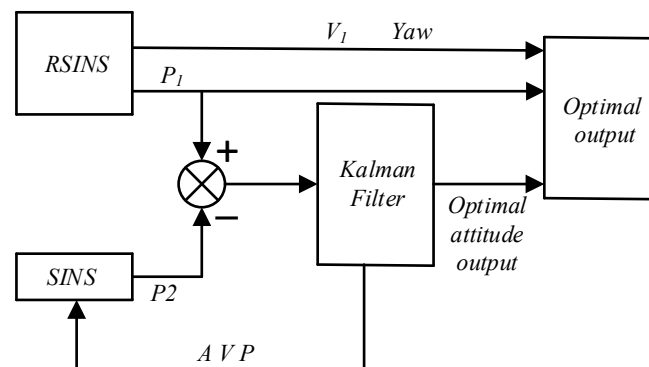 V1 Yaw
RSINS
P1
Optimal
output
+
Kalman
Filter
−
Optimal
attitude
output
SINS
P2
A V P